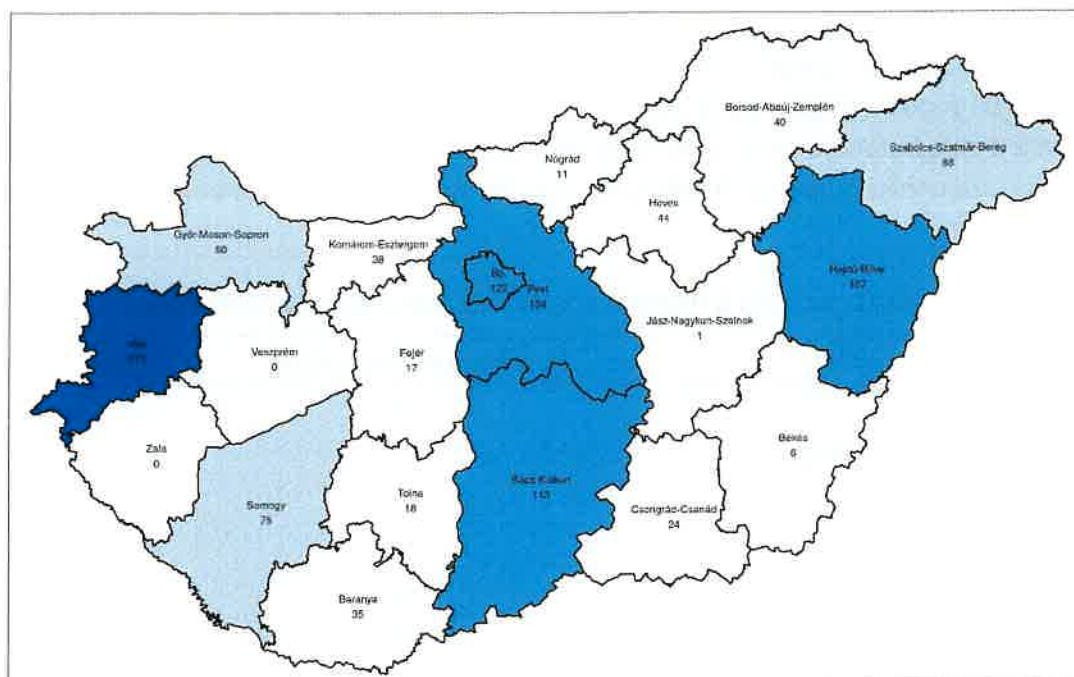 Borsod-Abaúj-Zemplén
40
Szabolcs-Szatmár-Bereg
Nógrád
11
Heves
44
Győr-Moson-Sopron
Komárom-Esztergom
38
Bp
Pest
Hajdú-Bihar
Jász-Nagykun-Szolnok
1
Veszprém
0
Fejér
17
Zala
0
Békés
6
Somogy
Tolna
18
Bács-Kiskun
Csongrád-Csanád
24
Baranya
35